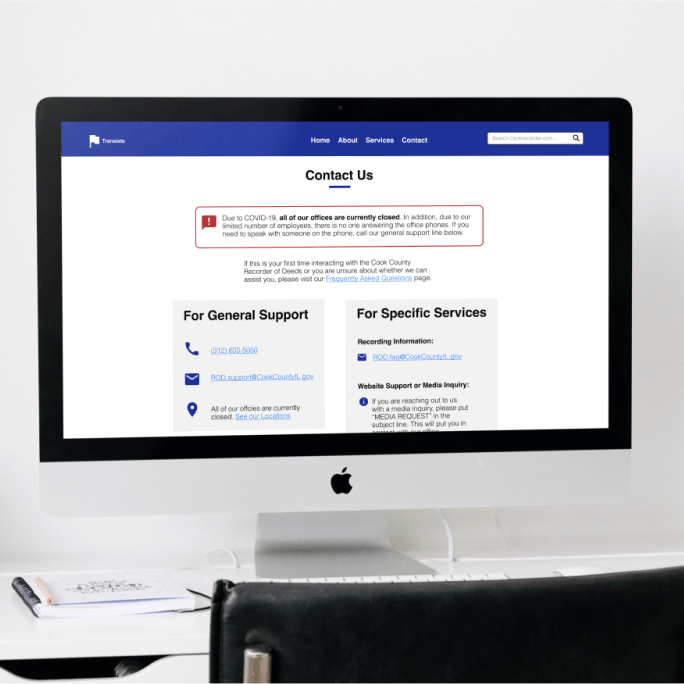 Translate
Home About Services Contact
Search Cookrecorder.com...
Contact Us
Due to COVID-19, all of our offices are currently closed. In addition, due to our
limited number of employees, there is no one answering the office phones. If you
need to speak with someone on the phone, call our general support line below.
If this is your first time interacting with the Cook County
Recorder of Deeds or you are unsure about whether we can
assist you, please visit our Frequently Asked Questions page.
For General Support
(312) 603-5050
ROD.support@CookCountyIL.gov
All of our offcies are currently
closed. See our Locations
For Specific Services
Recording Information:
ROD.faq@CookCountyIL.gov
Website Support or Media Inquiry:
If you are reaching out to us
with a media inquiry, please put
"MEDIA REQUEST" in the
subject line. This will put you in
contact with our office